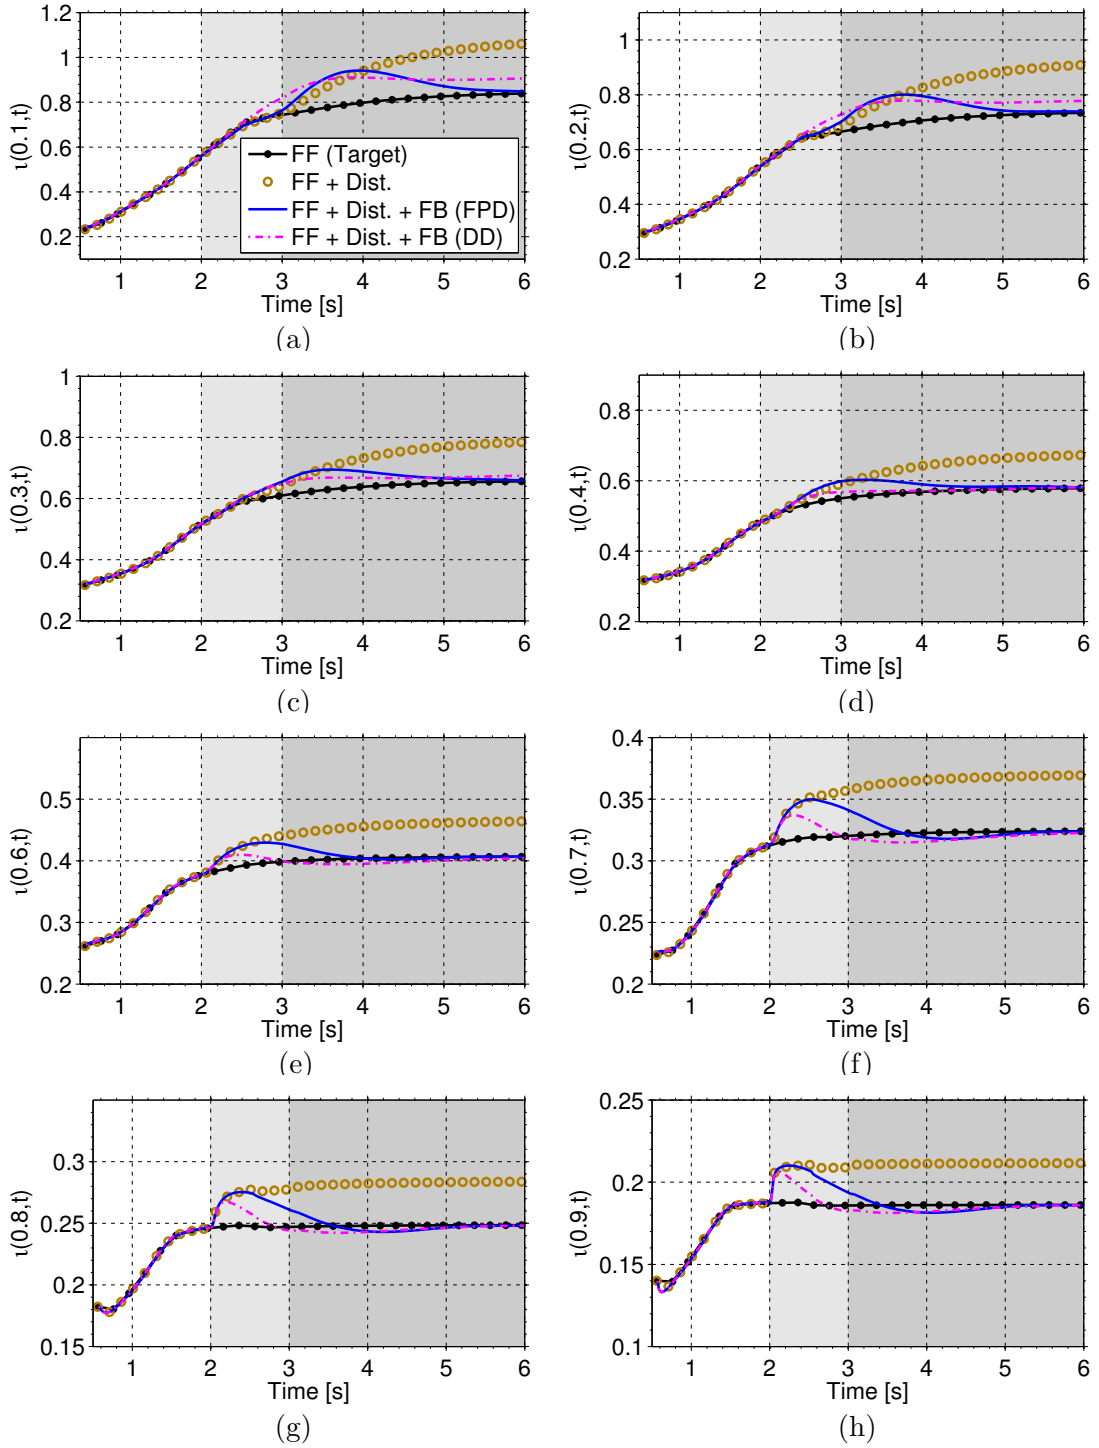 1.2
1
0.8
0.6
0.4
0.2
ι(0.1,t)
FF (Target)
FF + Dist.
FF + Dist. + FB (FPD)
FF + Dist. + FB (DD)
1 2 3 4 5 6
Time [s]
(a)
1
0.8
0.6
0.4
0.2
ι(0.2,t)
1 2 3 4 5 6
Time [s]
(b)
1
0.8
0.6
0.4
0.2
ι(0.3,t)
1 2 3 4 5 6
Time [s]
(c)
0.8
0.6
0.4
0.2
ι(0.4,t)
1 2 3 4 5 6
Time [s]
(d)
0.5
0.4
0.3
0.2
ι(0.6,t)
1 2 3 4 5 6
Time [s]
(e)
0.4
0.35
0.3
0.25
0.2
ι(0.7,t)
1 2 3 4 5 6
Time [s]
(f)
0.3
0.25
0.2
0.15
ι(0.8,t)
1 2 3 4 5 6
Time [s]
(g)
0.25
0.2
0.15
0.1
ι(0.9,t)
1 2 3 4 5 6
Time [s]
(h)